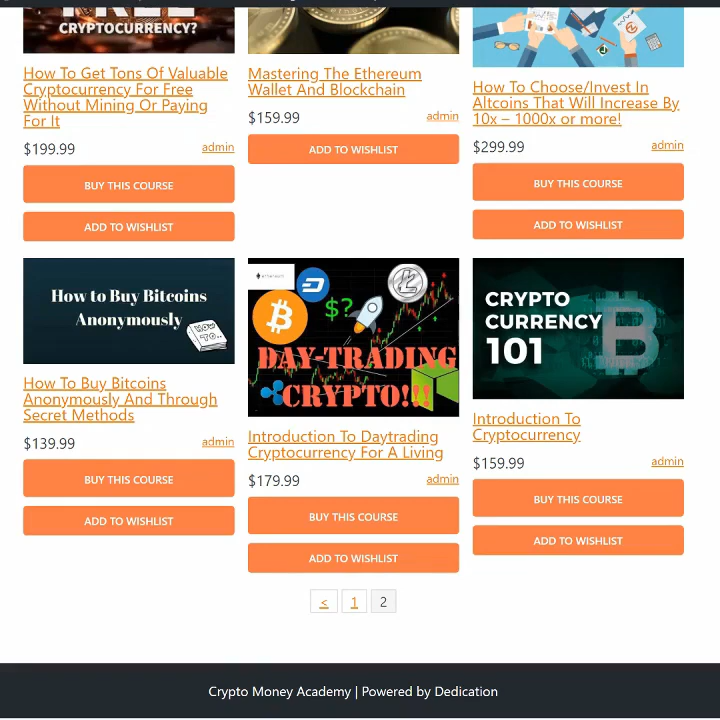 CRYPTOCURRENCY?
How To Get Tons Of Valuable
Cryptocurrency For Free
Without Mining Or Paying
For It
$199.99 admin
BUY THIS COURSE
ADD TO WISHLIST
Mastering The Ethereum
Wallet And Blockchain
$159.99 admin
ADD TO WISHLIST
How To Choose/Invest In
Altcoins That Will Increase By
10x – 1000x or more!
$299.99 admin
BUY THIS COURSE
ADD TO WISHLIST
How to Buy Bitcoins
Anonymously
HOW TO..
How To Buy Bitcoins
Anonymously And Through
Secret Methods
$139.99 admin
BUY THIS COURSE
ADD TO WISHLIST
$?
DAY-TRADING
CRYPTO!!!
Introduction To Daytrading
Cryptocurrency For A Living
$179.99 admin
BUY THIS COURSE
ADD TO WISHLIST
CRYPTO
CURRENCY
101
Introduction To
Cryptocurrency
$159.99 admin
BUY THIS COURSE
ADD TO WISHLIST
< 1 2
Crypto Money Academy | Powered by Dedication